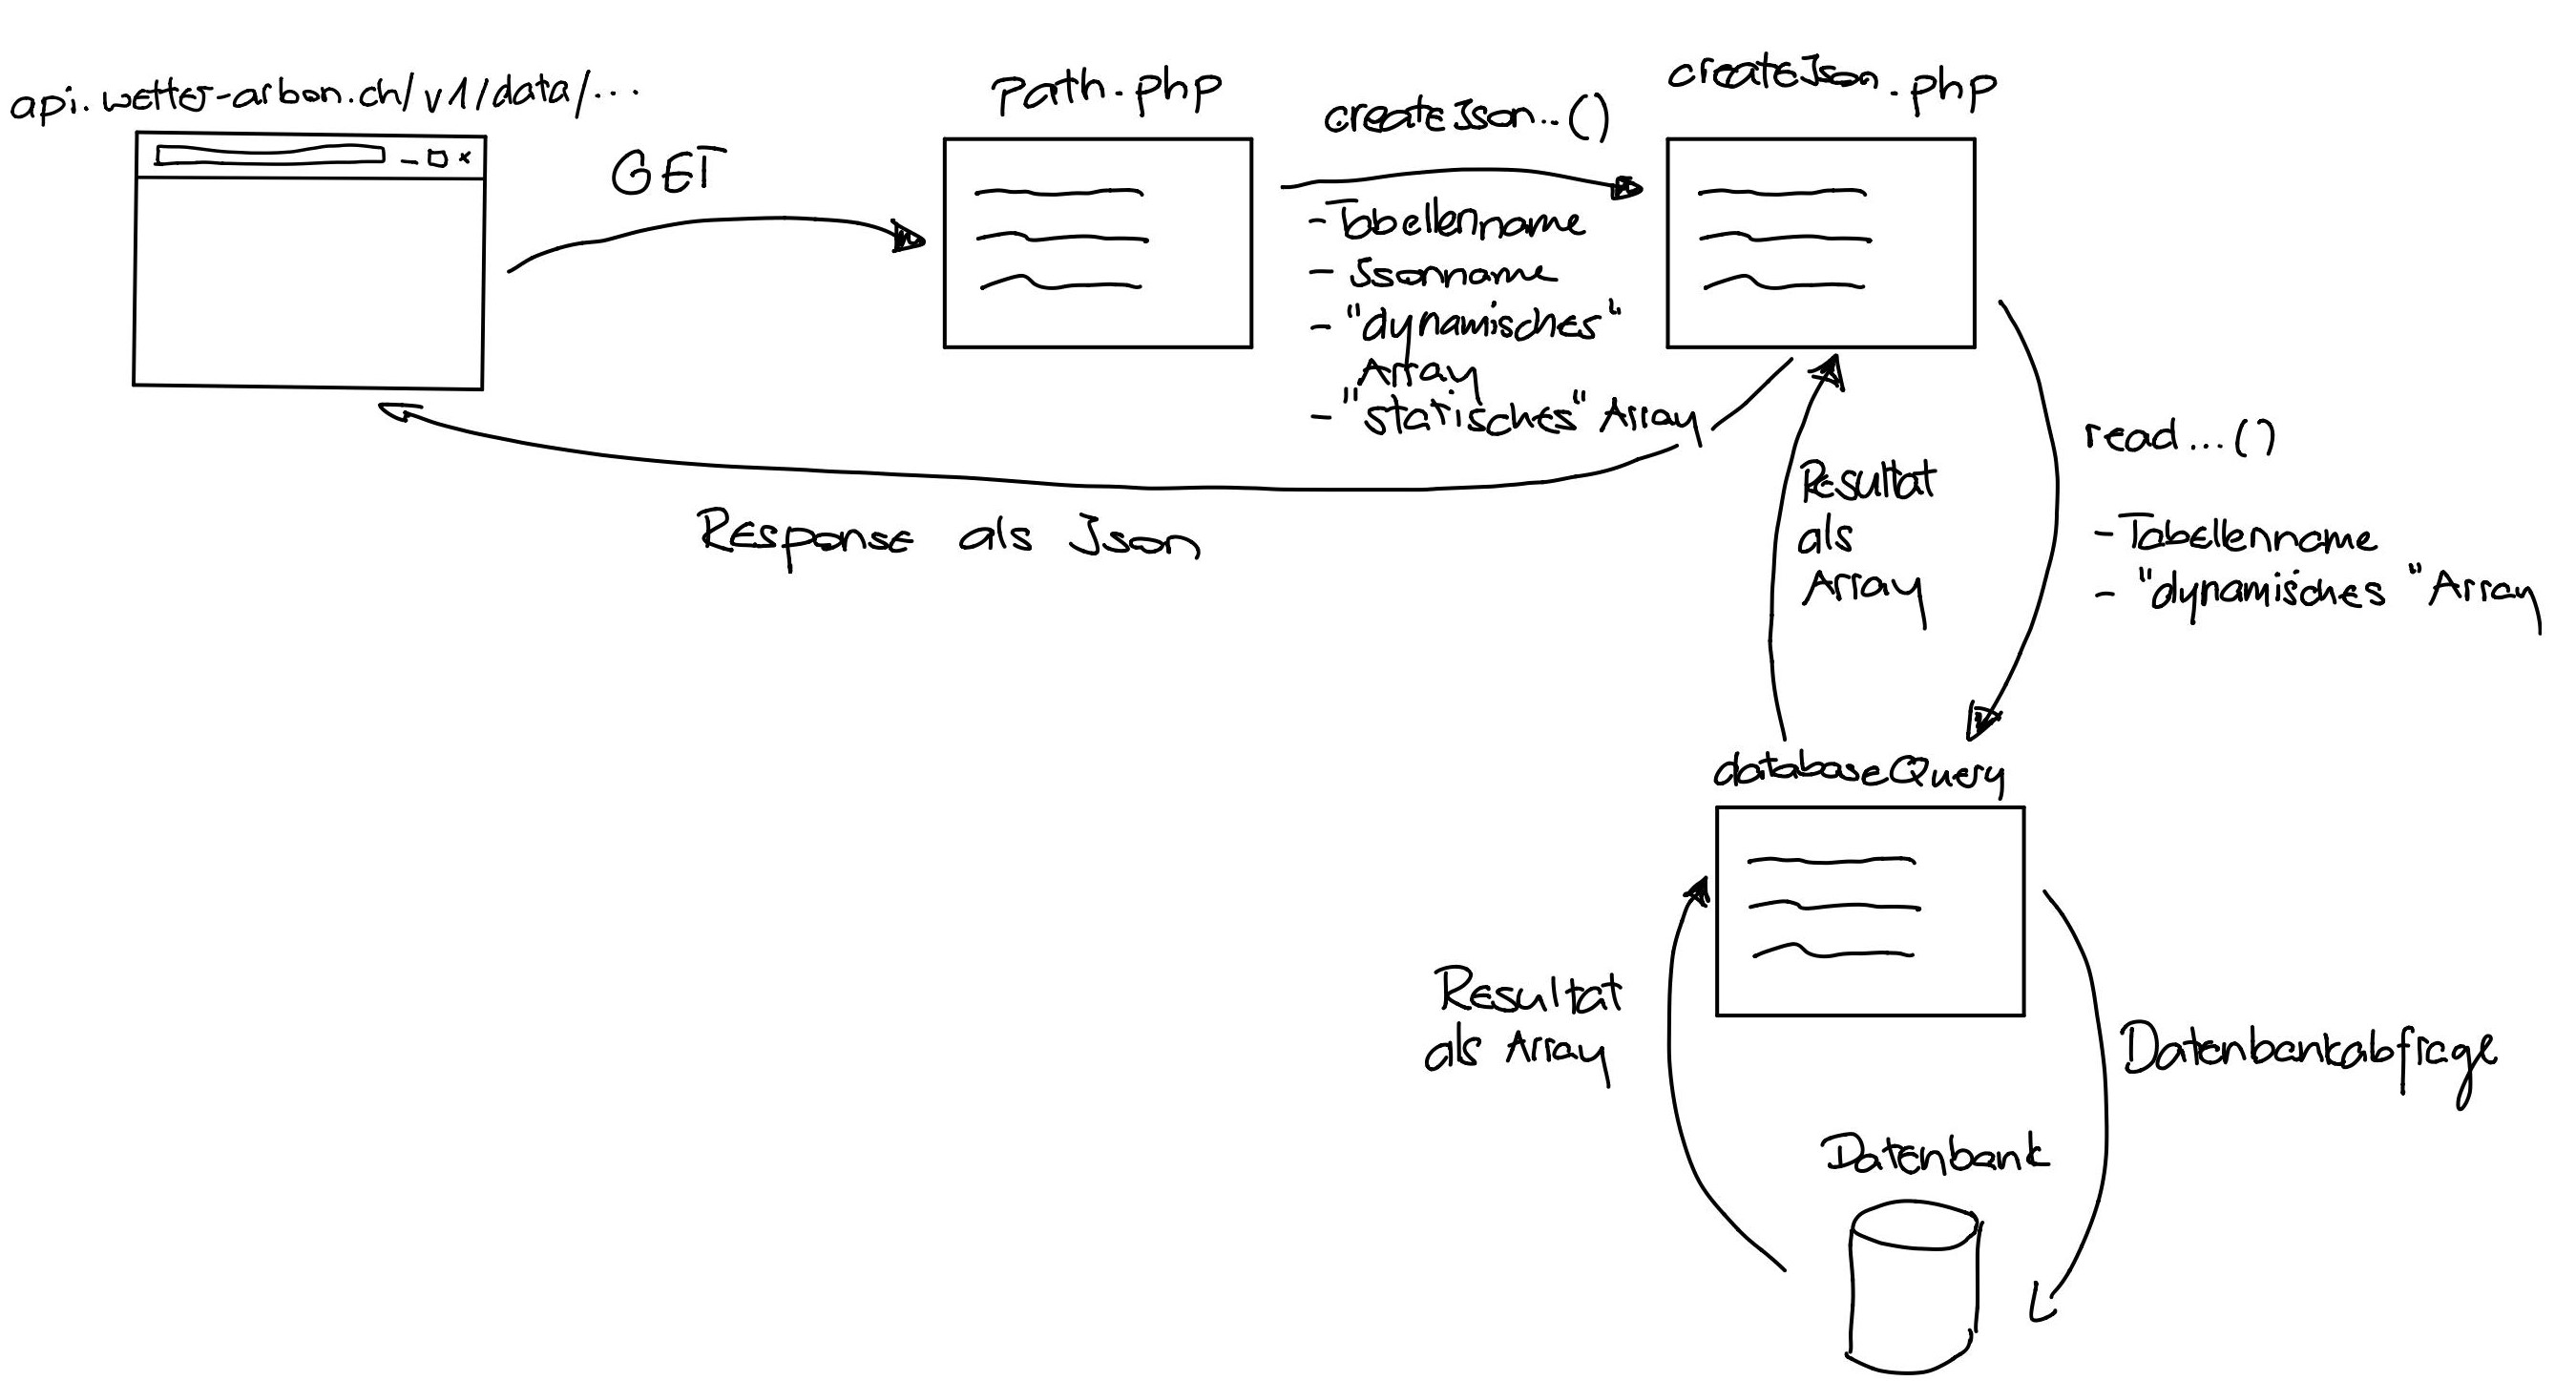 api.wetter-arbon.ch/v1/data/...
GET
Path.php
createJson...()
- Tabellenname
- Jsonname
- "dynamisches"
Array
- "statisches" Array
createJson.php
Response als Json
Resultat
als
Array
read...()
- Tabellenname
- "dynamisches" Array
databaseQuery
Resultat
als Array
Datenbankabfrage
Datenbank